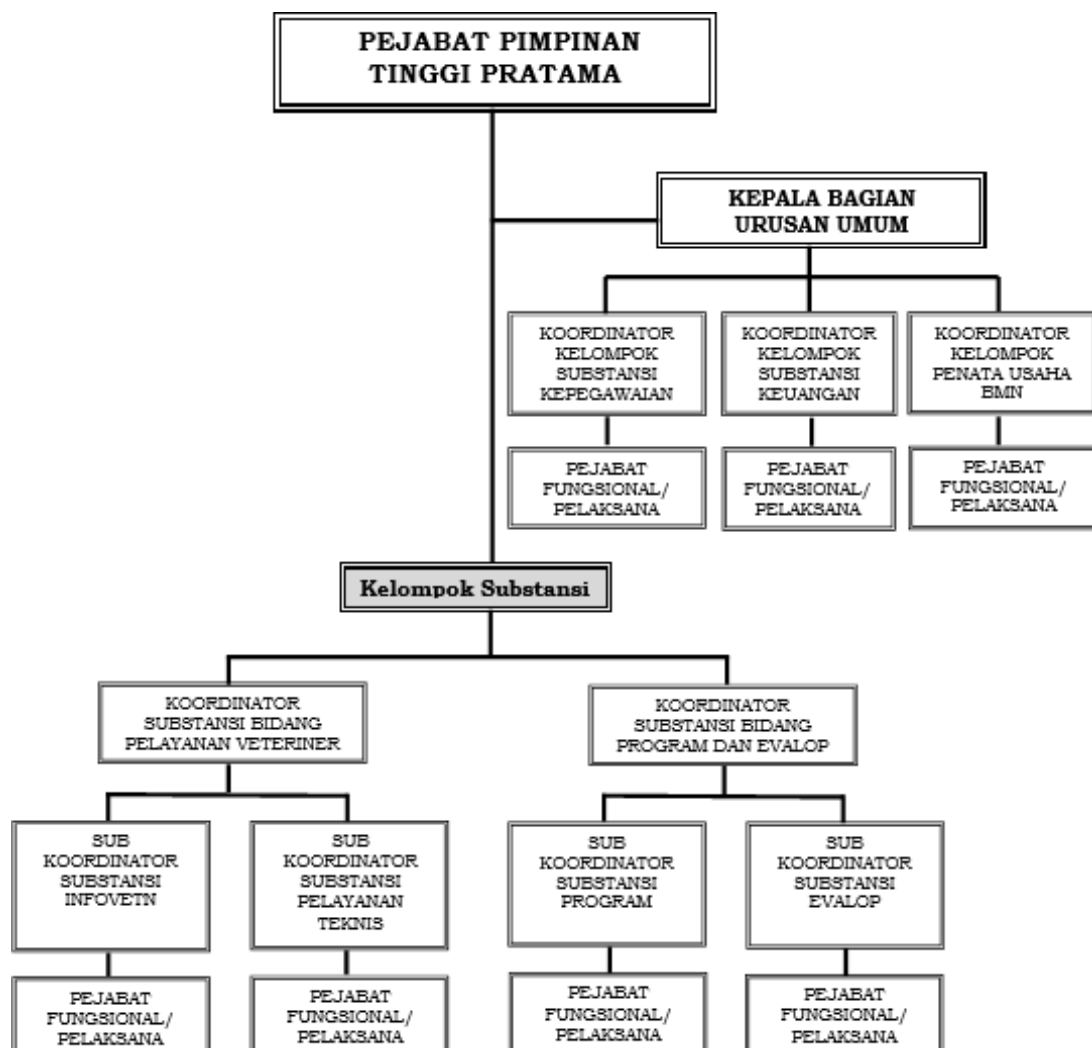 PEJABAT PIMPINAN
TINGGI PRATAMA
KEPALA BAGIAN
URUSAN UMUM
KOORDINATOR
KELOMPOK
SUBSTANSI
KEPEGAWAIAN
KOORDINATOR
KELOMPOK
SUBSTANSI
KEUANGAN
KOORDINATOR
KELOMPOK
PENATA USAHA
BMN
PEJABAT
FUNGSIONAL/
PELAKSANA
PEJABAT
FUNGSIONAL/
PELAKSANA
PEJABAT
FUNGSIONAL/
PELAKSANA
Kelompok Substansi
KOORDINATOR
SUBSTANSI BIDANG
PELAYANAN VETERINER
KOORDINATOR
SUBSTANSI BIDANG
PROGRAM DAN EVALOP
SUB
KOORDINATOR
SUBSTANSI
INFOVETN
SUB
KOORDINATOR
SUBSTANSI
PELAYANAN
TEKNIS
SUB
KOORDINATOR
SUBSTANSI
PROGRAM
SUB
KOORDINATOR
SUBSTANSI
EVALOP
PEJABAT
FUNGSIONAL/
PELAKSANA
PEJABAT
FUNGSIONAL/
PELAKSANA
PEJABAT
FUNGSIONAL/
PELAKSANA
PEJABAT
FUNGSIONAL/
PELAKSANA